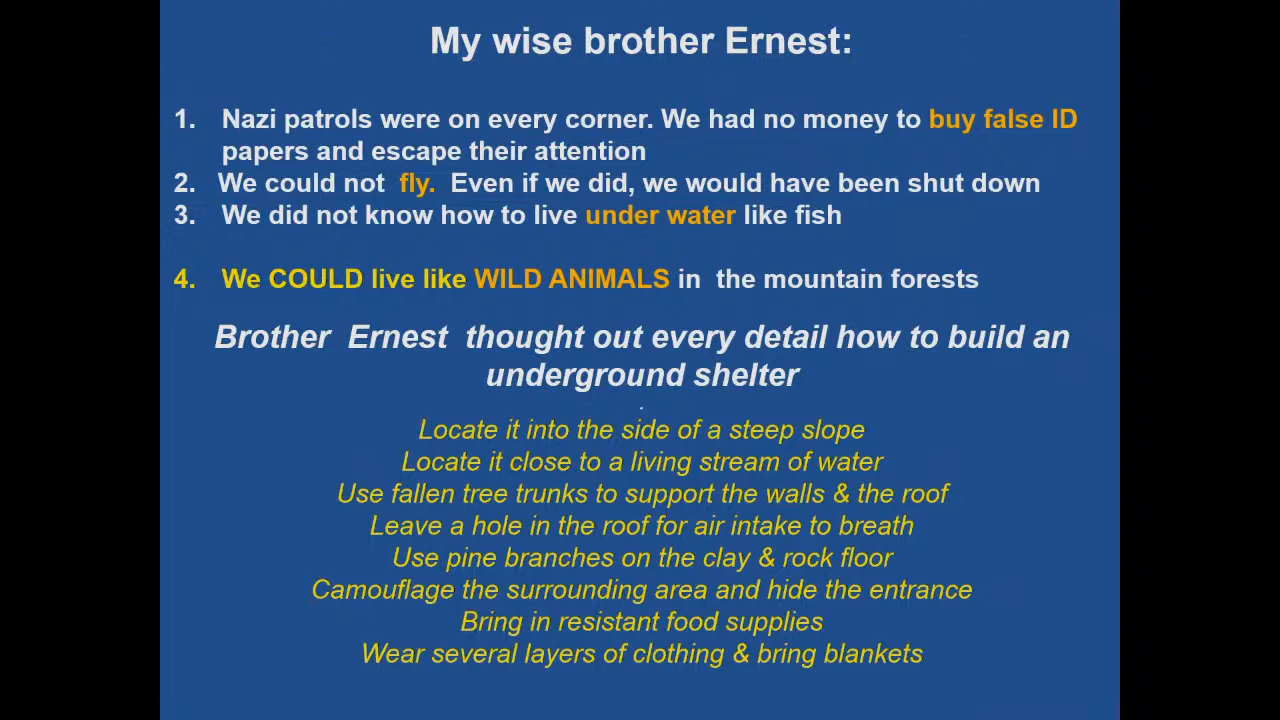 My wise brother Ernest:
1. Nazi patrols were on every corner. We had no money to buy false ID
papers and escape their attention
2. We could not fly. Even if we did, we would have been shut down
3. We did not know how to live under water like fish
4. We COULD live like WILD ANIMALS in the mountain forests
Brother Ernest thought out every detail how to build an
underground shelter
.
Locate it into the side of a steep slope
Locate it close to a living stream of water
Use fallen tree trunks to support the walls & the roof
Leave a hole in the roof for air intake to breath
Use pine branches on the clay & rock floor
Camouflage the surrounding area and hide the entrance
Bring in resistant food supplies
Wear several layers of clothing & bring blankets